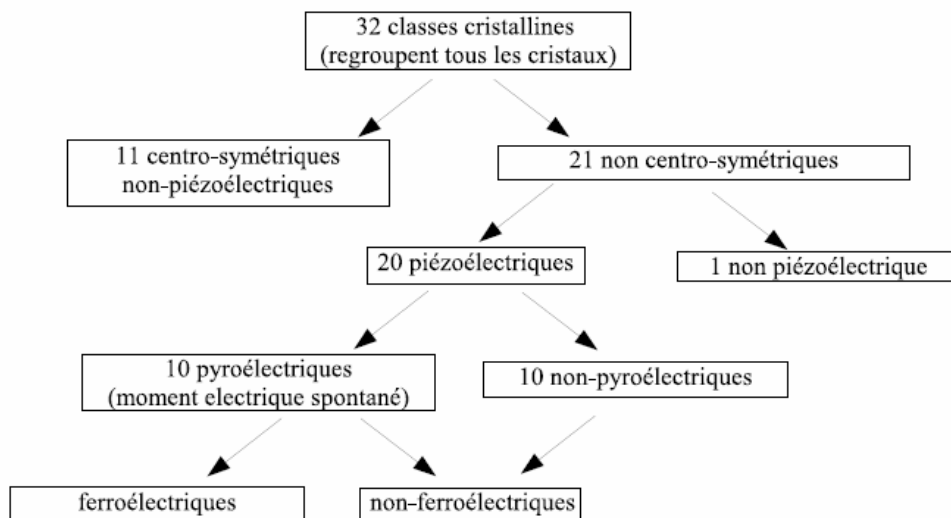 32 classes cristallines
(regroupent tous les cristaux)
11 centro-symétriques
non-piézoélectriques
21 non centro-symétriques
20 piézoélectriques
1 non piézoélectrique
10 pyroélectriques
(moment electrique spontané)
10 non-pyroélectriques
ferroélectriques
non-ferroélectriques